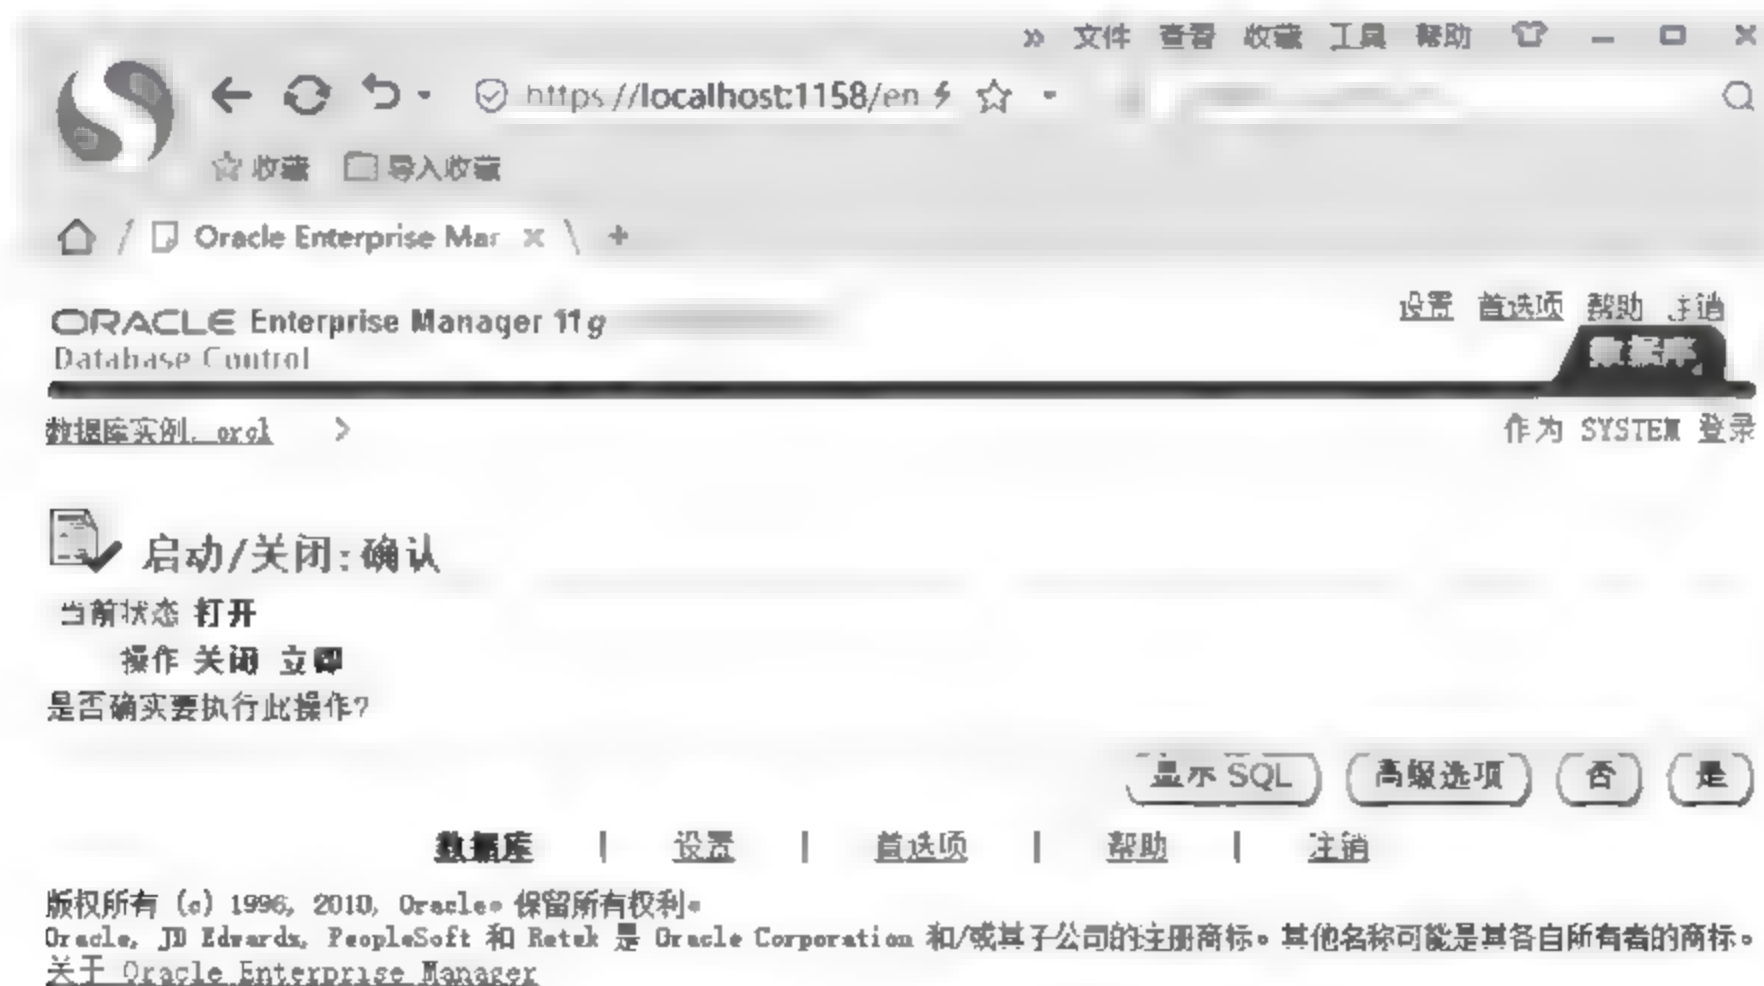 » 文件 查看 收藏 工具 帮助
https://localhost:1158/en
收藏 导入收藏
Oracle Enterprise Mar × +
ORACLE Enterprise Manager 11g
Database Control
设置 首选项 帮助 注销
数据库
数据库实例: orcl >
作为 SYSTEM 登录
启动/关闭:确认
当前状态 打开
操作 关闭 立即
是否确实要执行此操作?
显示 SQL 高级选项 否 是
数据库 | 设置 | 首选项 | 帮助 | 注销
版权所有 (c) 1996, 2010, Oracle。保留所有权利。
Oracle, JD Edwards, PeopleSoft 和 Retek 是 Oracle Corporation 和/或其子公司的注册商标。其他名称可能是其各自所有者的商标。
关于 Oracle Enterprise Manager